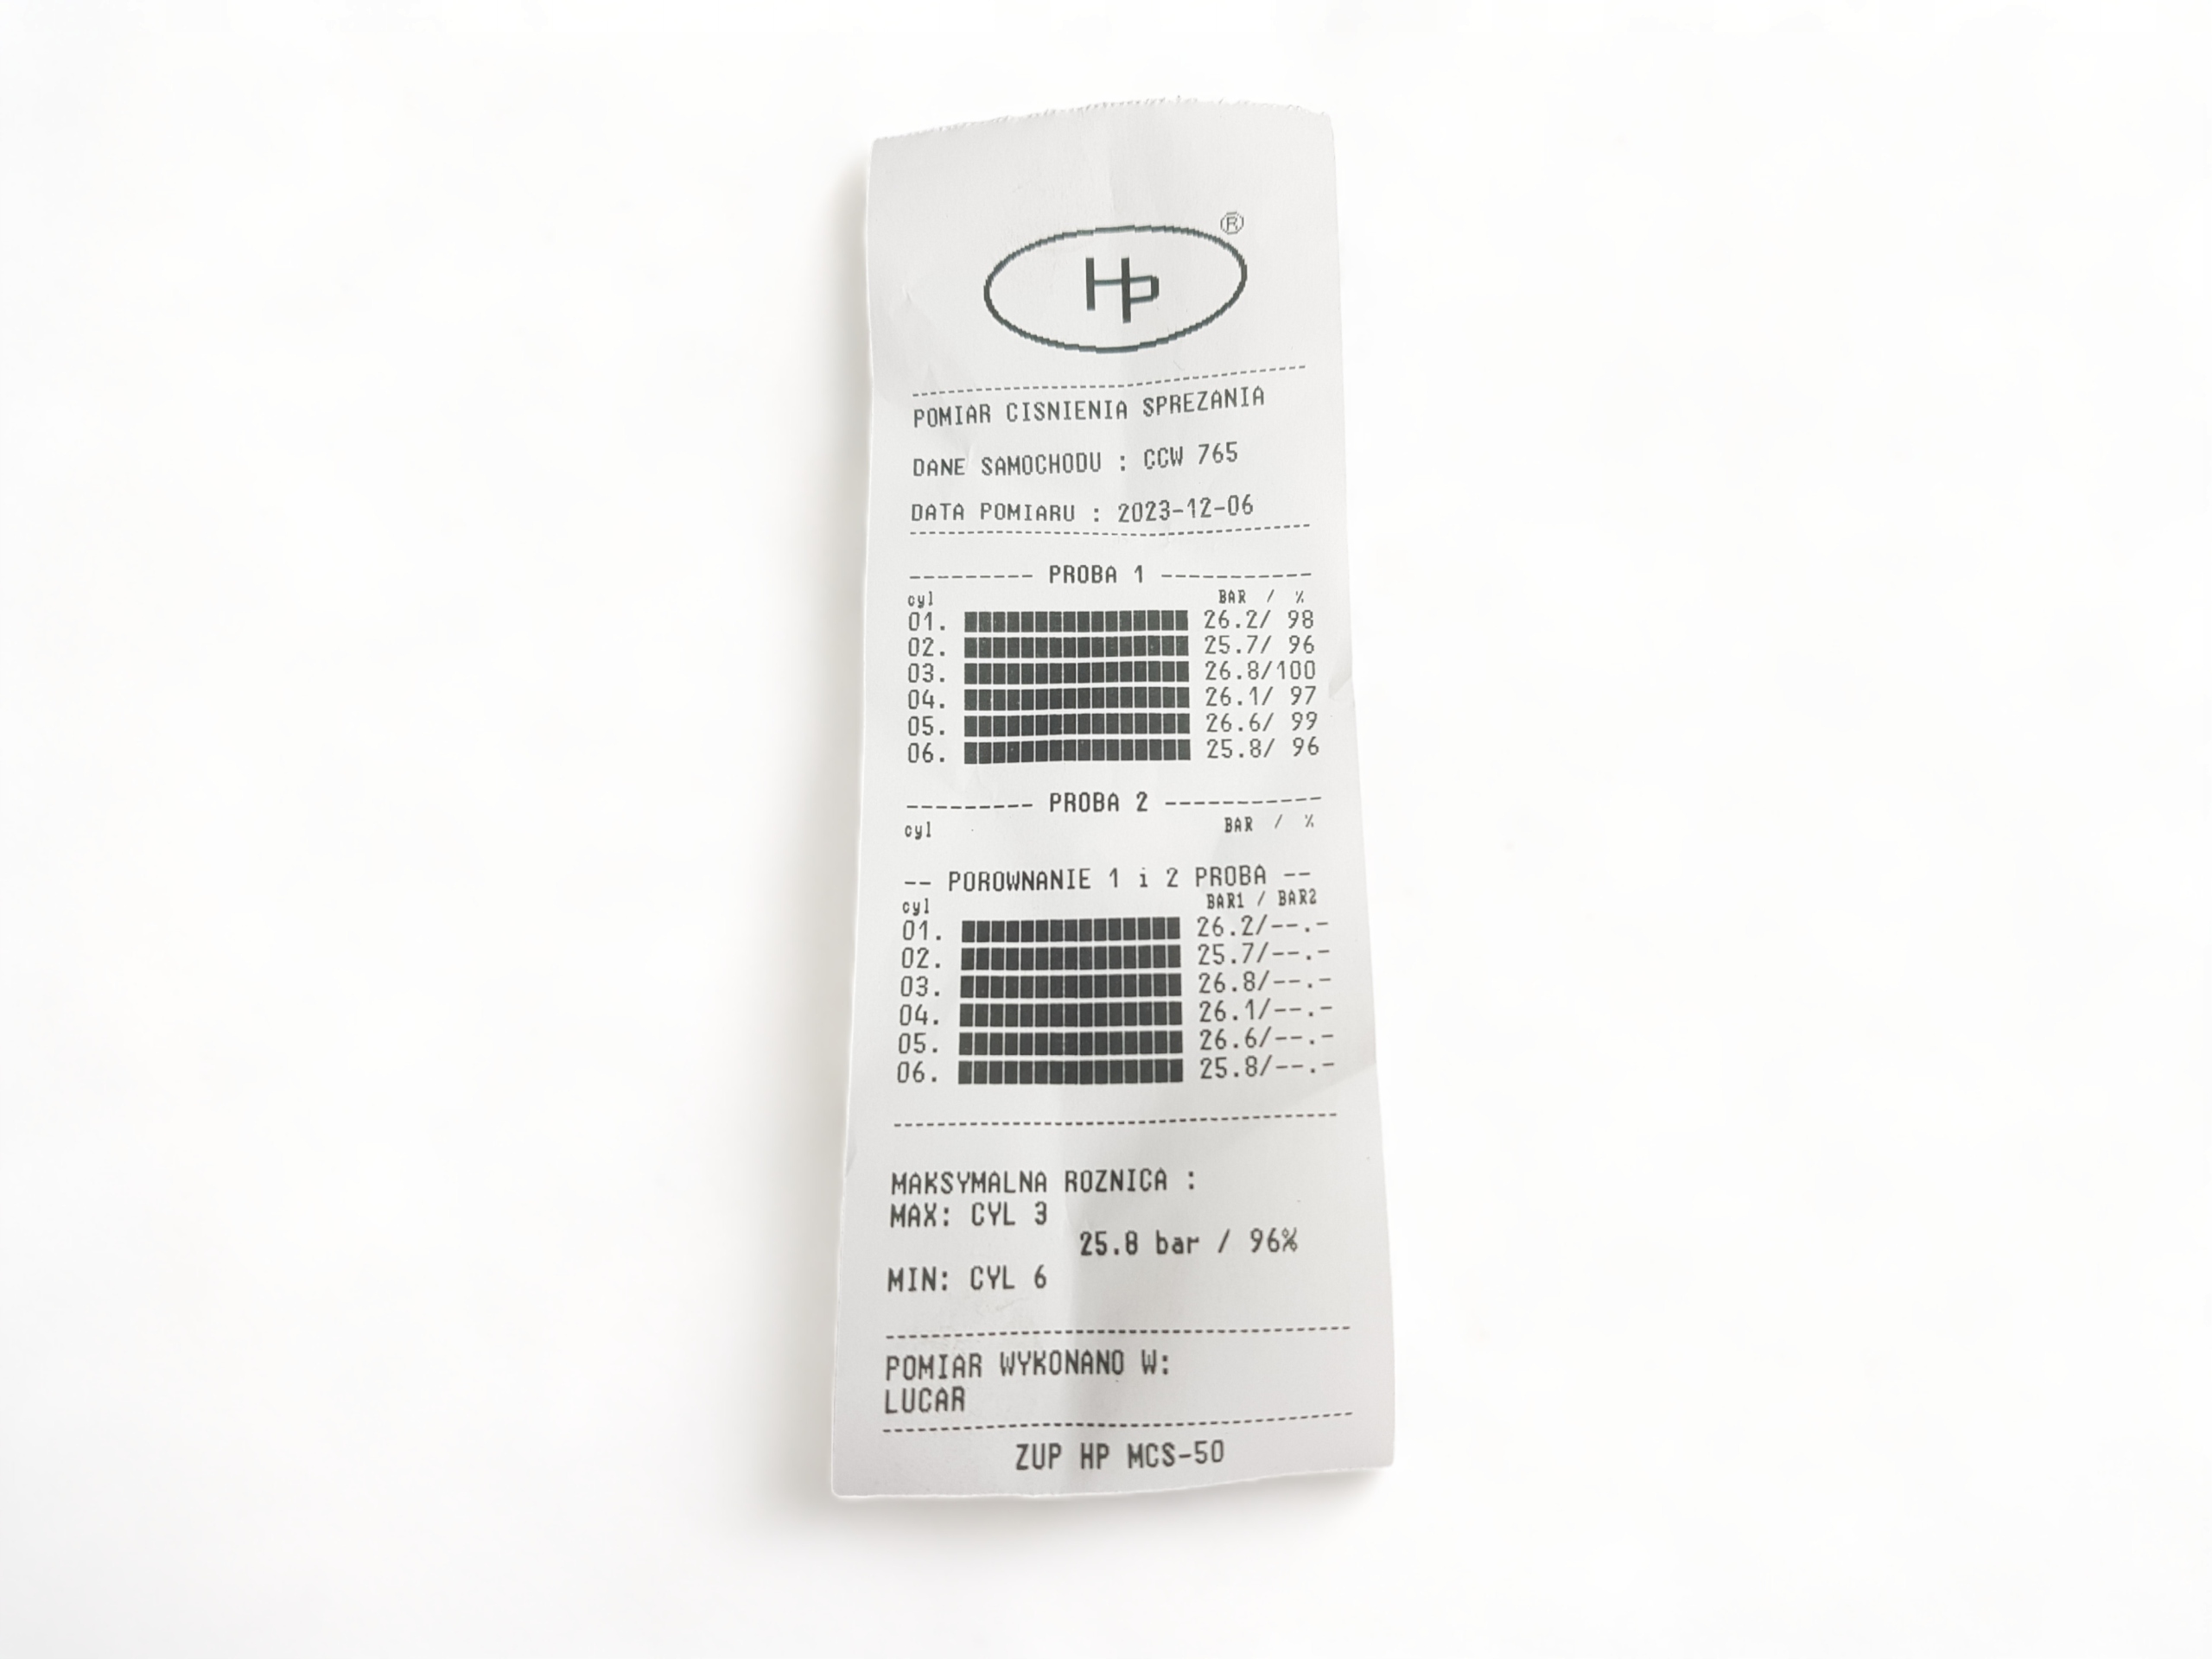 Hp ®
POMIAR CISNIENIA SPREZANIA
DANE SAMOCHODU : CCW 765
DATA POMIARU : 2023-12-06
--------- PROBA 1 -----------
cyl BAR / %
01. 26.2/ 98
02. 25.7/ 96
03. 26.8/100
04. 26.1/ 97
05. 26.6/ 99
06. 25.8/ 96
--------- PROBA 2 -----------
cyl BAR / %
-- POROWNANIE 1 i 2 PROBA --
cyl BAR1 / BAR2
01. 26.2/--.-
02. 25.7/--.-
03. 26.8/--.-
04. 26.1/--.-
05. 26.6/--.-
06. 25.8/--.-
MAKSYMALNA ROZNICA :
MAX: CYL 3
25.8 bar / 96%
MIN: CYL 6
POMIAR WYKONANO W:
LUCAR
ZUP HP MCS-50